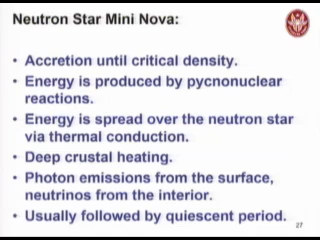 Neutron Star Mini Nova:
• Accretion until critical density.
• Energy is produced by pycnonuclear
reactions.
• Energy is spread over the neutron star
via thermal conduction.
• Deep crustal heating.
• Photon emissions from the surface,
neutrinos from the interior.
• Usually followed by quiescent period.
27